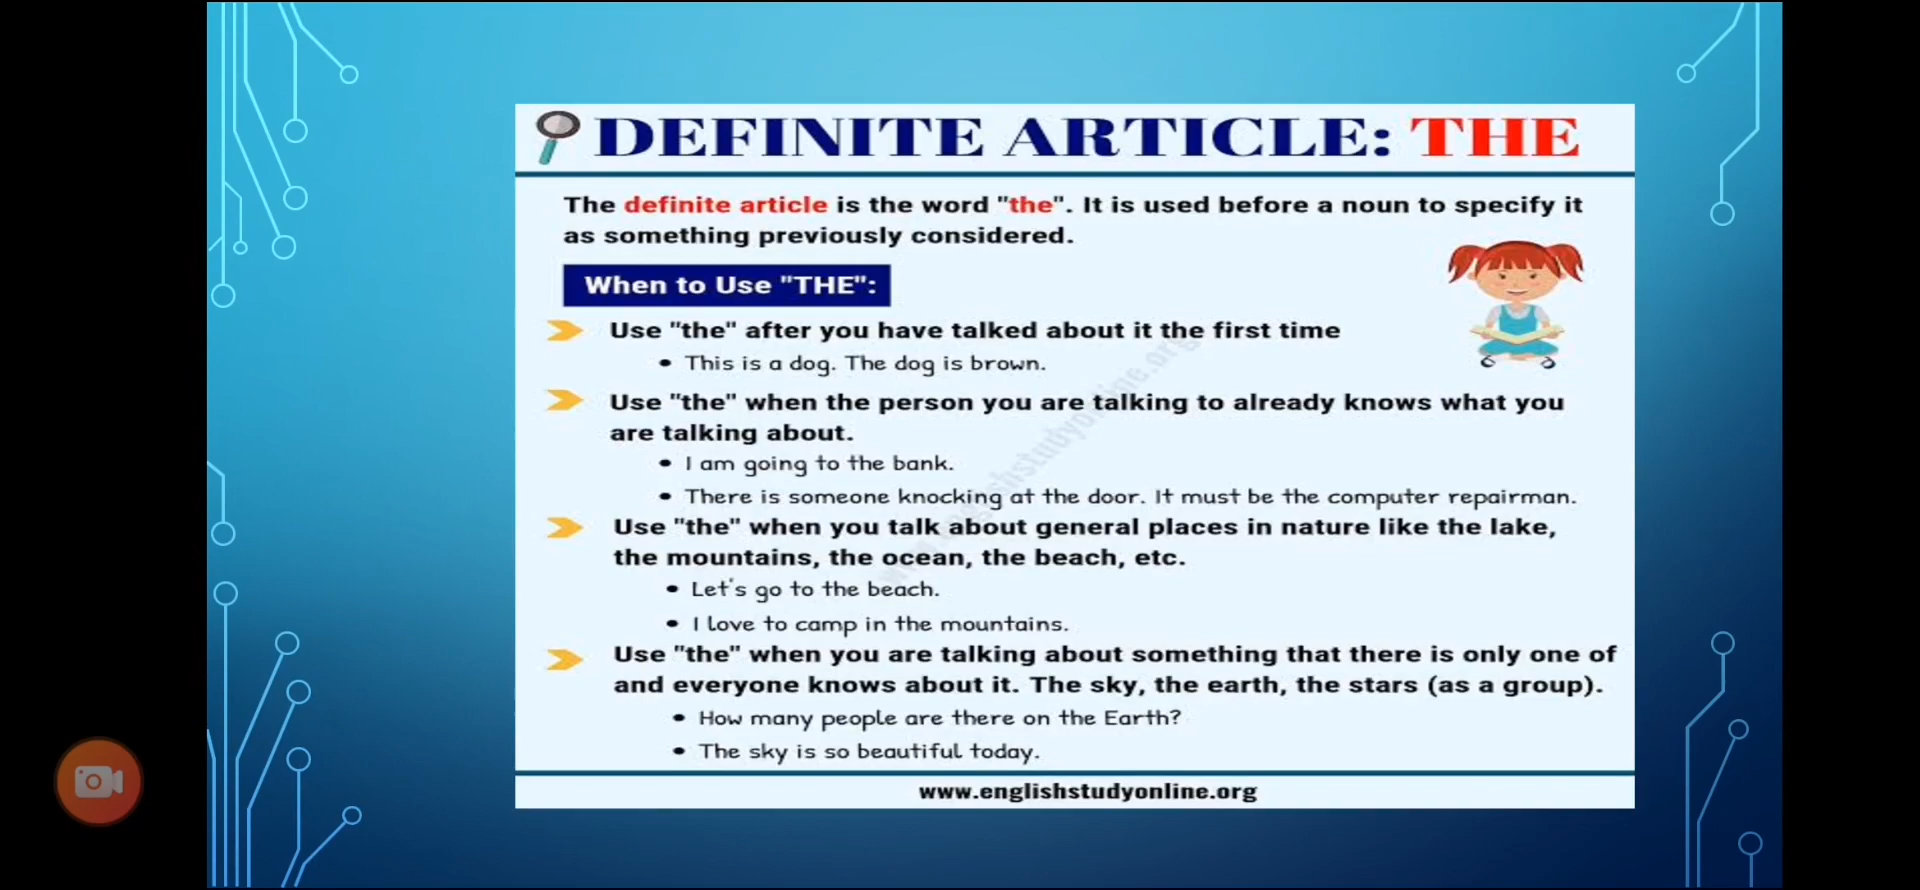 DEFINITE ARTICLE: THE
The definite article is the word "the". It is used before a noun to specify it
as something previously considered.
When to Use "THE":
Use "the" after you have talked about it the first time
• This is a dog. The dog is brown.
Use "the" when the person you are talking to already knows what you
are talking about.
• I am going to the bank.
• There is someone knocking at the door. It must be the computer repairman.
Use "the" when you talk about general places in nature like the lake,
the mountains, the ocean, the beach, etc.
• Let's go to the beach.
• I love to camp in the mountains.
Use "the" when you are talking about something that there is only one of
and everyone knows about it. The sky, the earth, the stars (as a group).
• How many people are there on the Earth?
• The sky is so beautiful today.
www.englishstudyonline.org
www.englishstudyonline.org